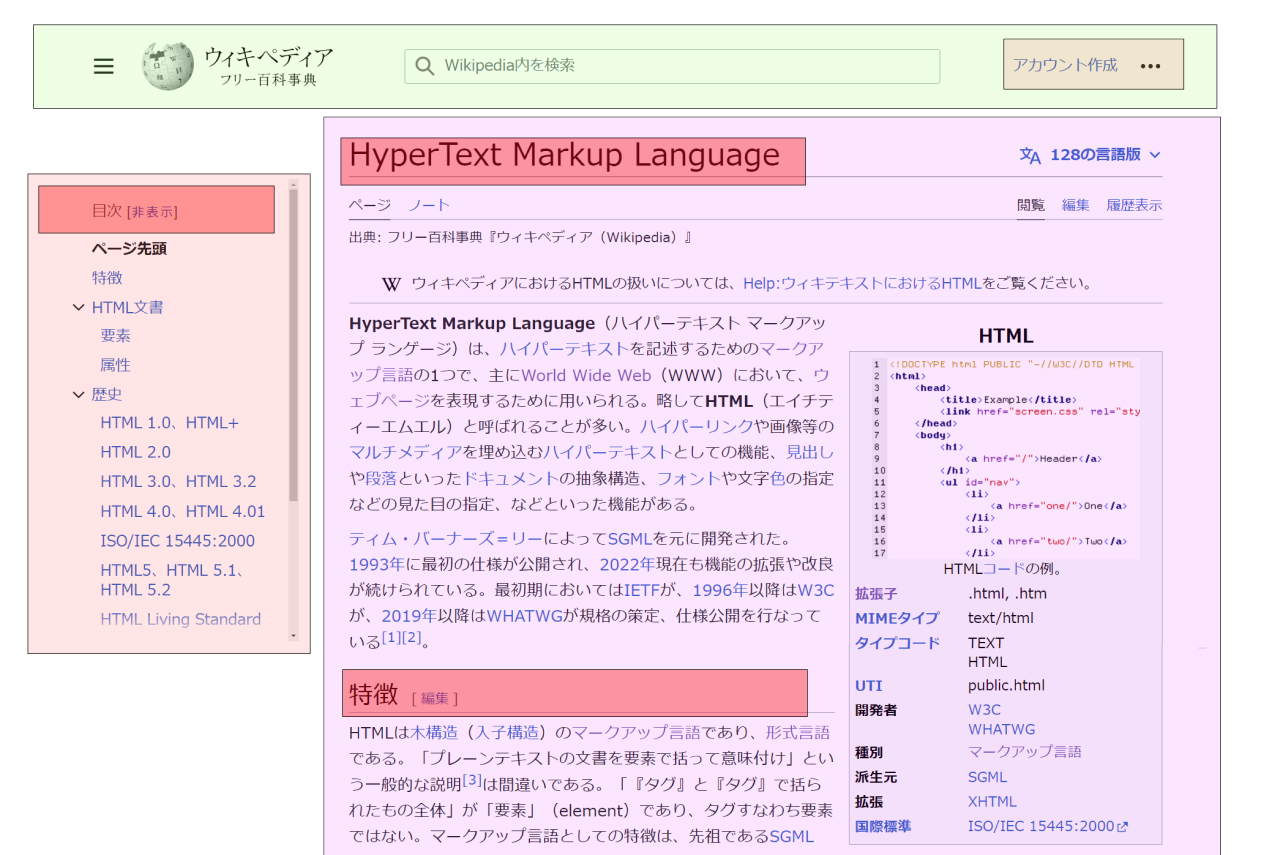 ウィキペディア
フリー百科事典
Wikipedia内を検索
アカウント作成
目次 [非表示]
ページ先頭
特徴
HTML文書
要素
属性
歴史
HTML 1.0、HTML+
HTML 2.0
HTML 3.0、HTML 3.2
HTML 4.0、HTML 4.01
ISO/IEC 15445:2000
HTML5、HTML 5.1、
HTML 5.2
HTML Living Standard
HyperText Markup Language
128の言語版
ページ ノート
閲覧 編集 履歴表示
出典: フリー百科事典『ウィキペディア（Wikipedia）』
W ウィキペディアにおけるHTMLの扱いについては、Help:ウィキテキストにおけるHTMLをご覧ください。
HyperText Markup Language（ハイパーテキスト マークアッ
プ ランゲージ）は、ハイパーテキストを記述するためのマークア
ップ言語の1つで、主にWorld Wide Web（WWW）において、ウ
ェブページを表現するために用いられる。略してHTML（エイチテ
ィーエムエル）と呼ばれることが多い。ハイパーリンクや画像等の
マルチメディアを埋め込むハイパーテキストとしての機能、見出し
や段落といったドキュメントの抽象構造、フォントや文字色の指定
などの見た目の指定、などといった機能がある。
ティム・バーナーズ＝リーによってSGMLを元に開発された。
1993年に最初の仕様が公開され、2022年現在も機能の拡張や改良
が続けられている。最初期においてはIETFが、1996年以降はW3C
が、2019年以降はWHATWGが規格の策定、仕様公開を行なって
いる[1][2]。
特徴 [ 編集 ]
HTMLは木構造（入子構造）のマークアップ言語であり、形式言語
である。「プレーンテキストの文書を要素で括って意味付け」とい
う一般的な説明[3]は間違いである。「『タグ』と『タグ』で括ら
れたもの全体」が「要素」（element）であり、タグすなわち要素
ではない。マークアップ言語としての特徴は、先祖であるSGML
HTML
1 <!DOCTYPE html PUBLIC "-//W3C//DTD HTML
2 <html>
3 <head>
4 <title>Example</title>
5 <link href="screen.css" rel="sty
6 </head>
7 <body>
8 <h1>
9 <a href="/">Header</a>
10 </h1>
11 <ul id="nav">
12 <li>
13 <a href="one/">One</a>
14 </li>
15 <li>
16 <a href="two/">Two</a>
17 </li>
HTMLコードの例。
拡張子 .html, .htm
MIMEタイプ text/html
タイプコード TEXT
HTML
UTI public.html
開発者 W3C
WHATWG
種別 マークアップ言語
派生元 SGML
拡張 XHTML
国際標準 ISO/IEC 15445:2000